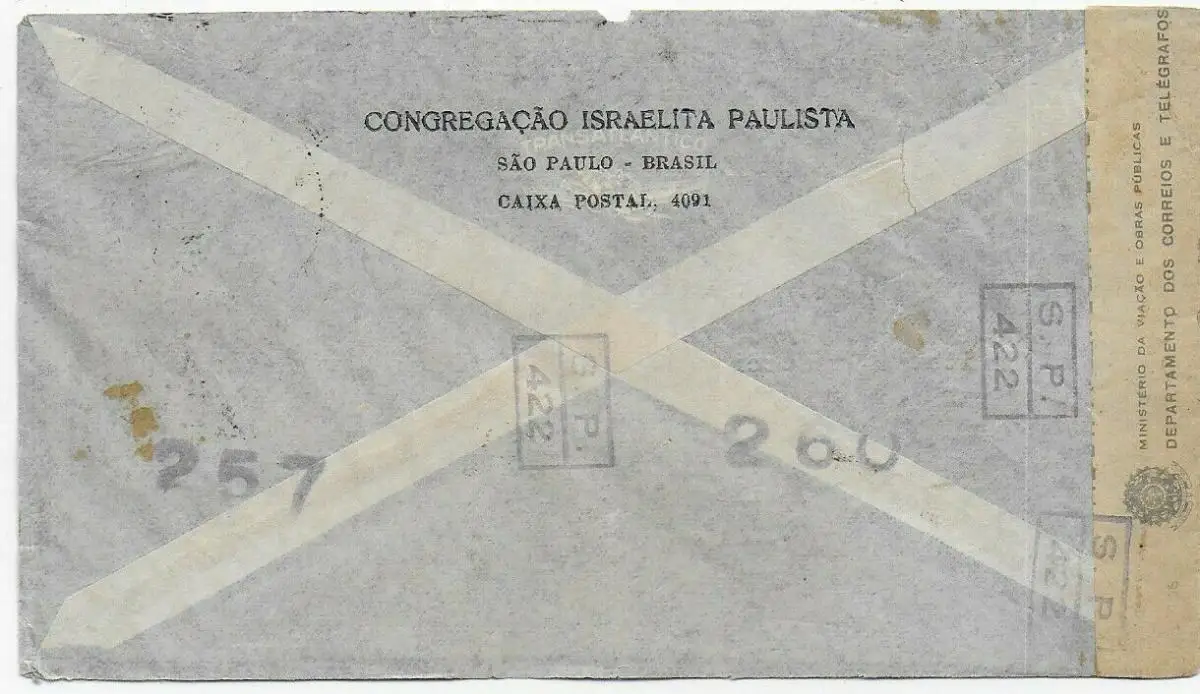 CONGREGAÇÃO ISRAELITA PAULISTA
TRANSATLANTICO
SÃO PAULO - BRASIL
CAIXA POSTAL, 4091
S. P/
422
S. P.
422
257
260
S P
422
MINISTÉRIO DA VIAÇÃO E OBRAS PÚBLICAS
DEPARTAMENTO DOS CORREIOS E TELÉGRAFOS